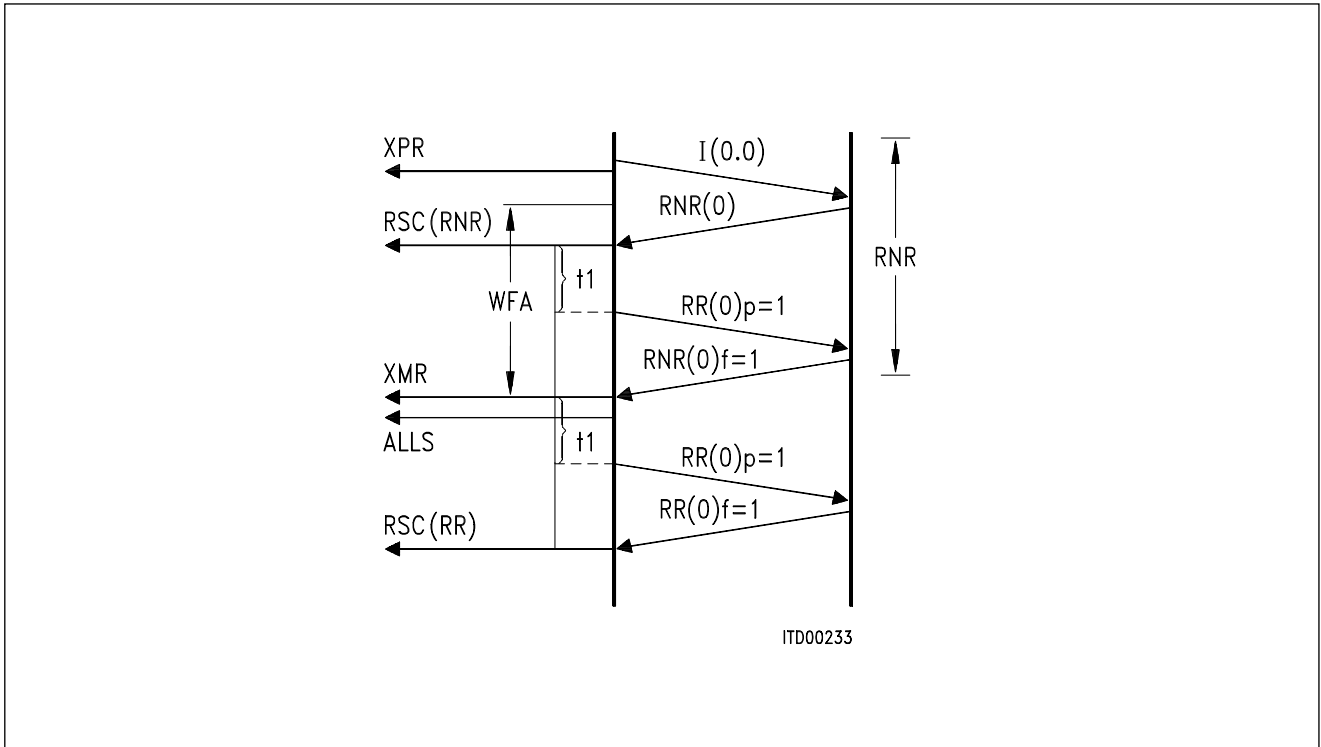 XPR
I(0.0)
RNR(0)
RSC(RNR)
RNR
t1
WFA
RR(0)p=1
RNR(0)f=1
XMR
ALLS
t1
RR(0)p=1
RR(0)f=1
RSC(RR)
ITD00233